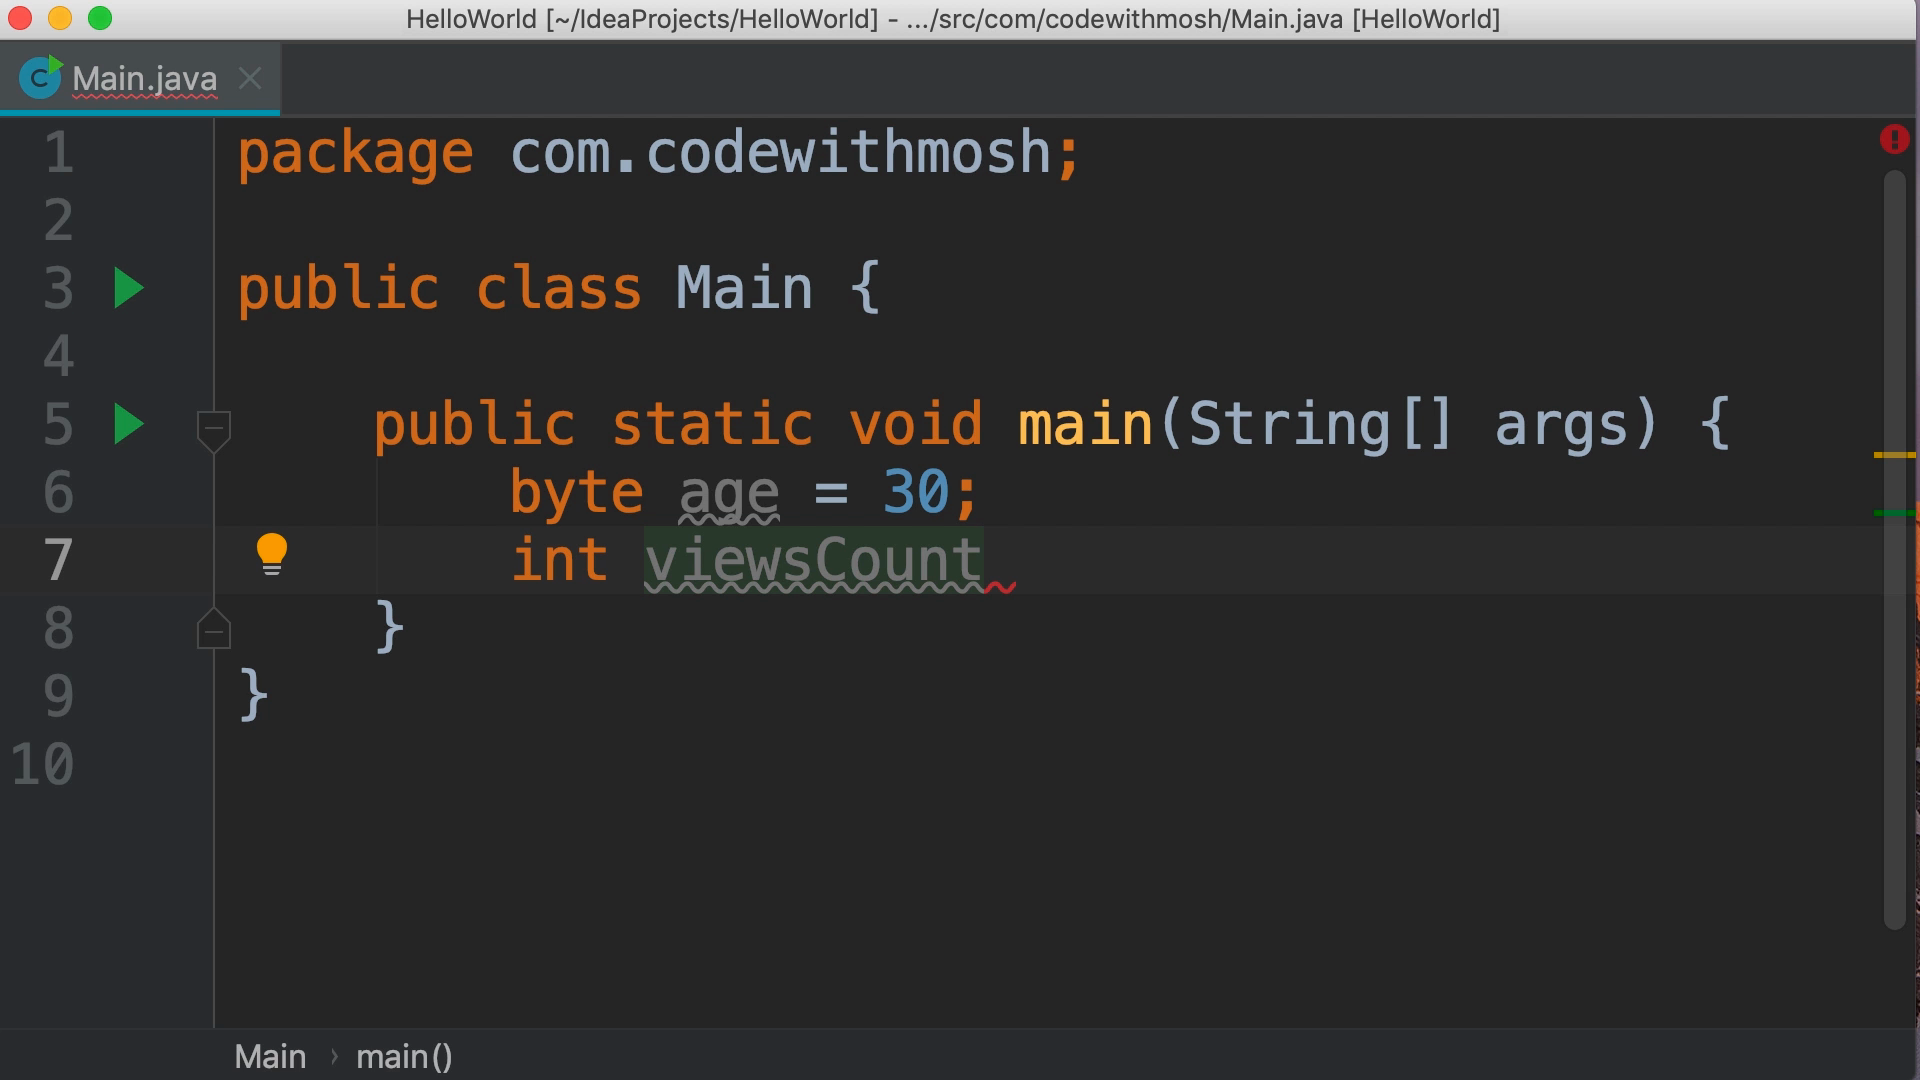 HelloWorld [~/IdeaProjects/HelloWorld] - .../src/com/codewithmosh/Main.java [HelloWorld]
Main.java
1 package com.codewithmosh;
2
3 public class Main {
4
5 public static void main(String[] args) {
6 byte age = 30;
7 int viewsCount
8 }
9 }
10
Main › main()